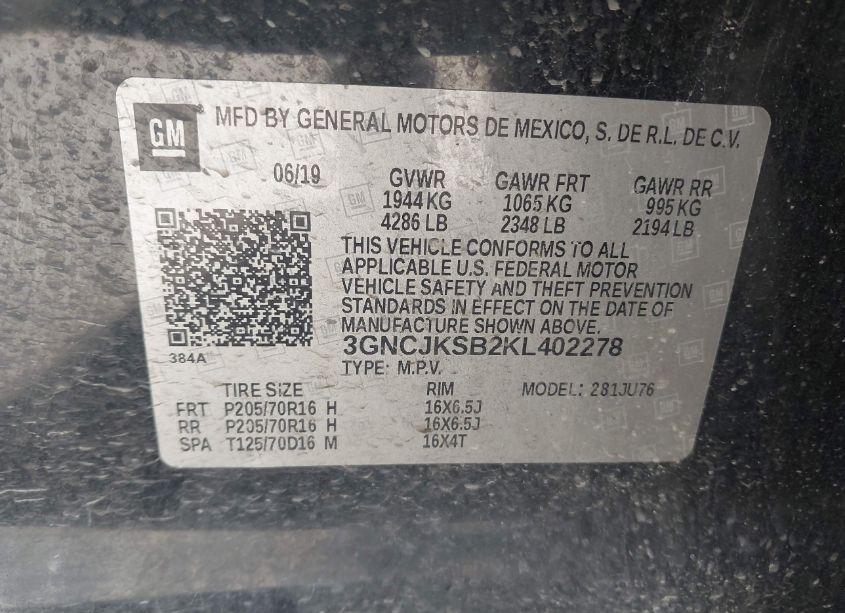 GM MFD BY GENERAL MOTORS DE MEXICO, S. DE R.L. DE C.V.
06/19 GVWR GAWR FRT GAWR RR
1944 KG 1065 KG 995 KG
4286 LB 2348 LB 2194 LB
THIS VEHICLE CONFORMS TO ALL
APPLICABLE U.S. FEDERAL MOTOR
VEHICLE SAFETY AND THEFT PREVENTION
STANDARDS IN EFFECT ON THE DATE OF
MANUFACTURE SHOWN ABOVE.
384A 3GNCJKSB2KL402278
TYPE: M.P.V.
TIRE SIZE RIM MODEL: 281JU76
FRT P205/70R16 H 16X6.5J
RR P205/70R16 H 16X6.5J
SPA T125/70D16 M 16X4T